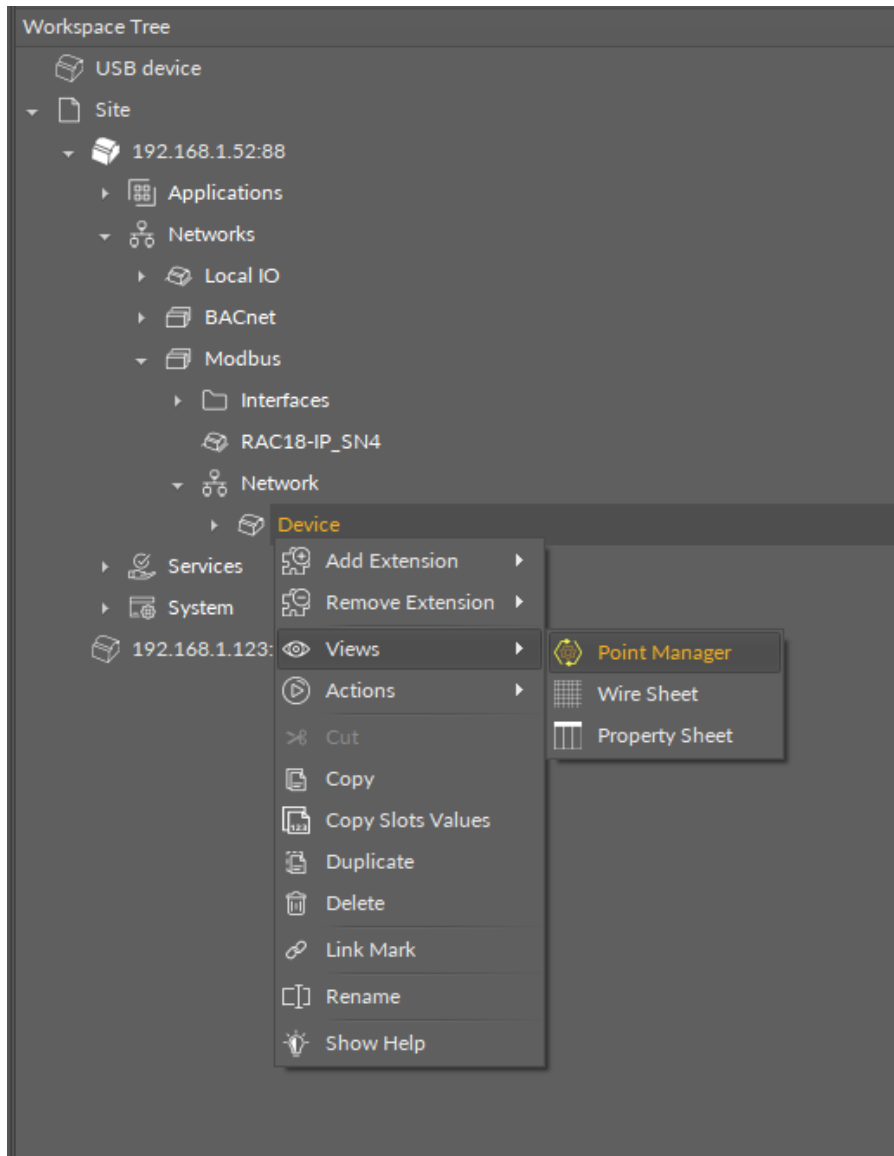 Workspace Tree
USB device
Site
192.168.1.52:88
Applications
Networks
Local IO
BACnet
Modbus
Interfaces
RAC18-IP_SN4
Network
Device
Services
System
192.168.1.123:
Add Extension
Remove Extension
Views
Actions
Cut
Copy
Copy Slots Values
123
Duplicate
Delete
Link Mark
Rename
Show Help
Point Manager
Wire Sheet
Property Sheet